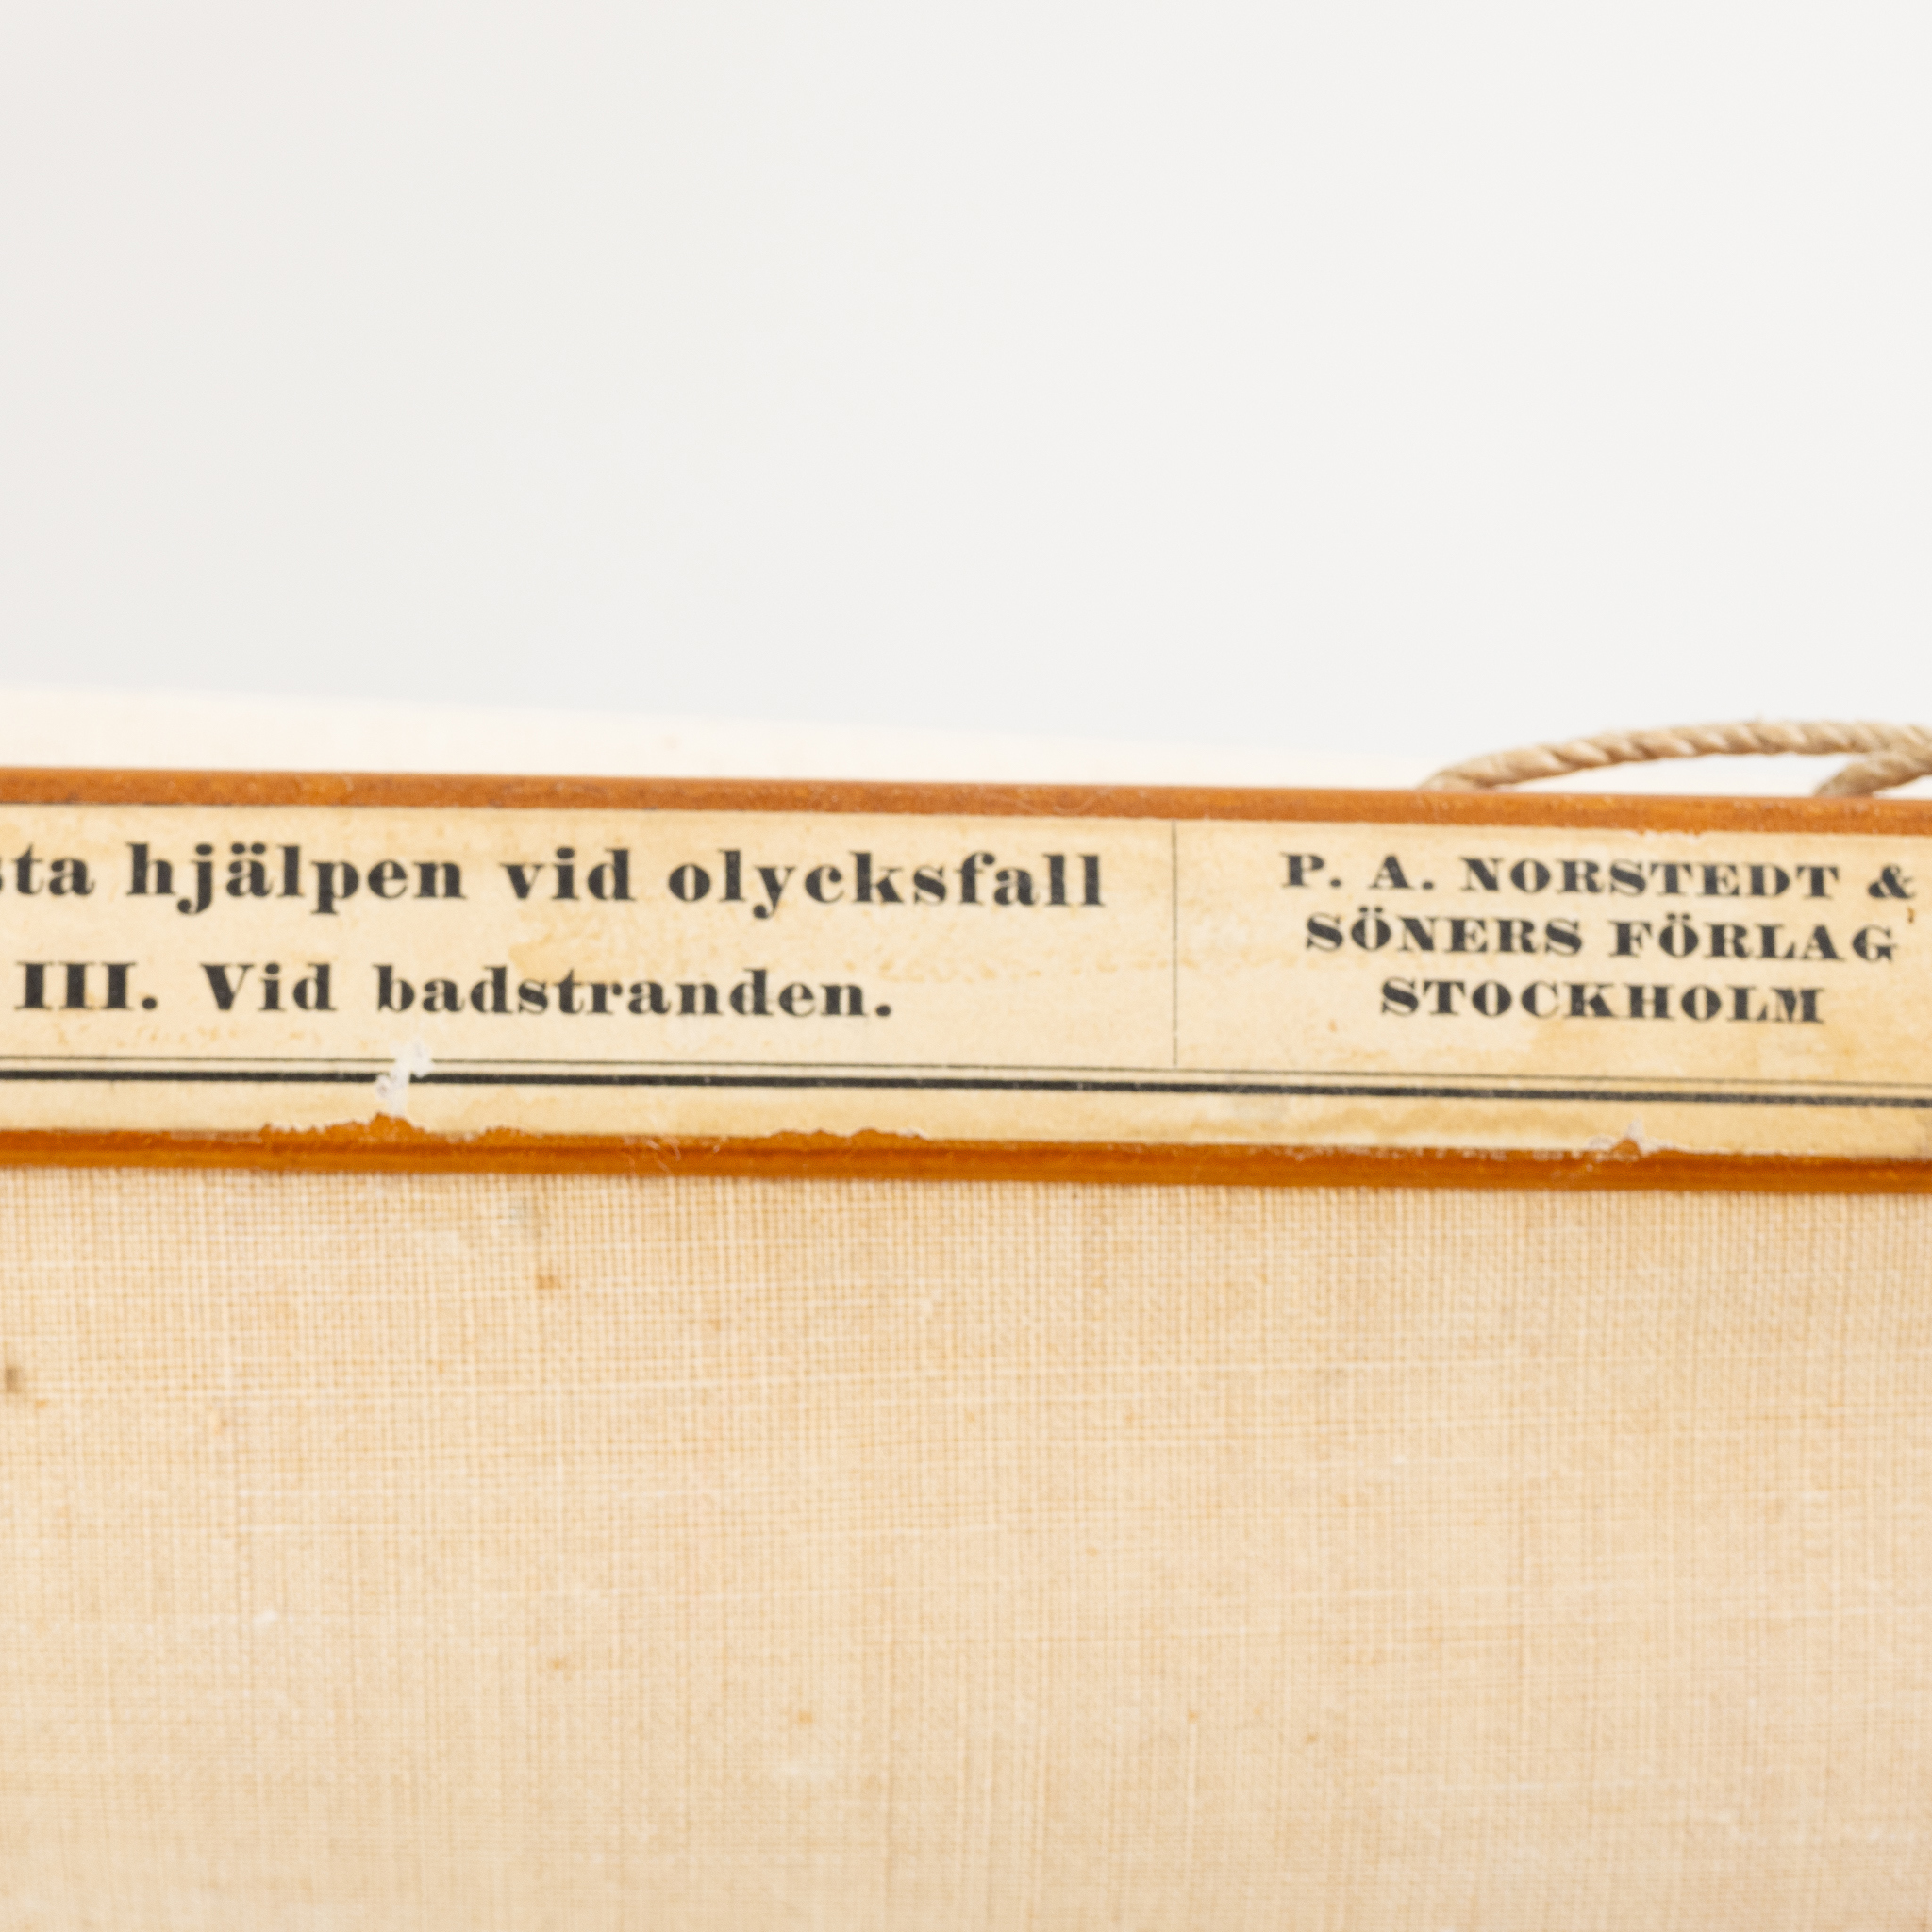 sta hjälpen vid olycksfall
III. Vid badstranden.
P. A. NORSTEDT &
SÖNERS FÖRLAG
STOCKHOLM